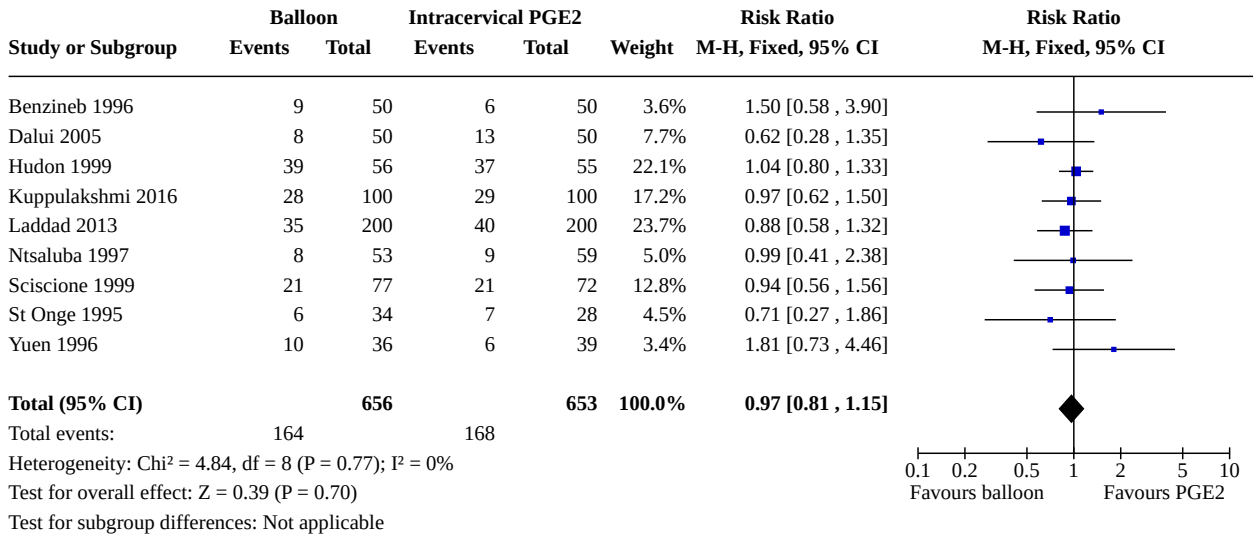 Balloon Intracervical PGE2 Risk Ratio Risk Ratio
Study or Subgroup Events Total Events Total Weight M-H, Fixed, 95% CI M-H, Fixed, 95% CI
Benzineb 1996 9 50 6 50 3.6% 1.50 [0.58 , 3.90]
Dalui 2005 8 50 13 50 7.7% 0.62 [0.28 , 1.35]
Hudon 1999 39 56 37 55 22.1% 1.04 [0.80 , 1.33]
Kuppulakshmi 2016 28 100 29 100 17.2% 0.97 [0.62 , 1.50]
Laddad 2013 35 200 40 200 23.7% 0.88 [0.58 , 1.32]
Ntsaluba 1997 8 53 9 59 5.0% 0.99 [0.41 , 2.38]
Sciscione 1999 21 77 21 72 12.8% 0.94 [0.56 , 1.56]
St Onge 1995 6 34 7 28 4.5% 0.71 [0.27 , 1.86]
Yuen 1996 10 36 6 39 3.4% 1.81 [0.73 , 4.46]
Total (95% CI) 656 653 100.0% 0.97 [0.81 , 1.15]
Total events: 164 168
Heterogeneity: Chi² = 4.84, df = 8 (P = 0.77); I² = 0%
0.1 0.2 0.5 1 2 5 10
Test for overall effect: Z = 0.39 (P = 0.70) Favours balloon Favours PGE2
Test for subgroup differences: Not applicable